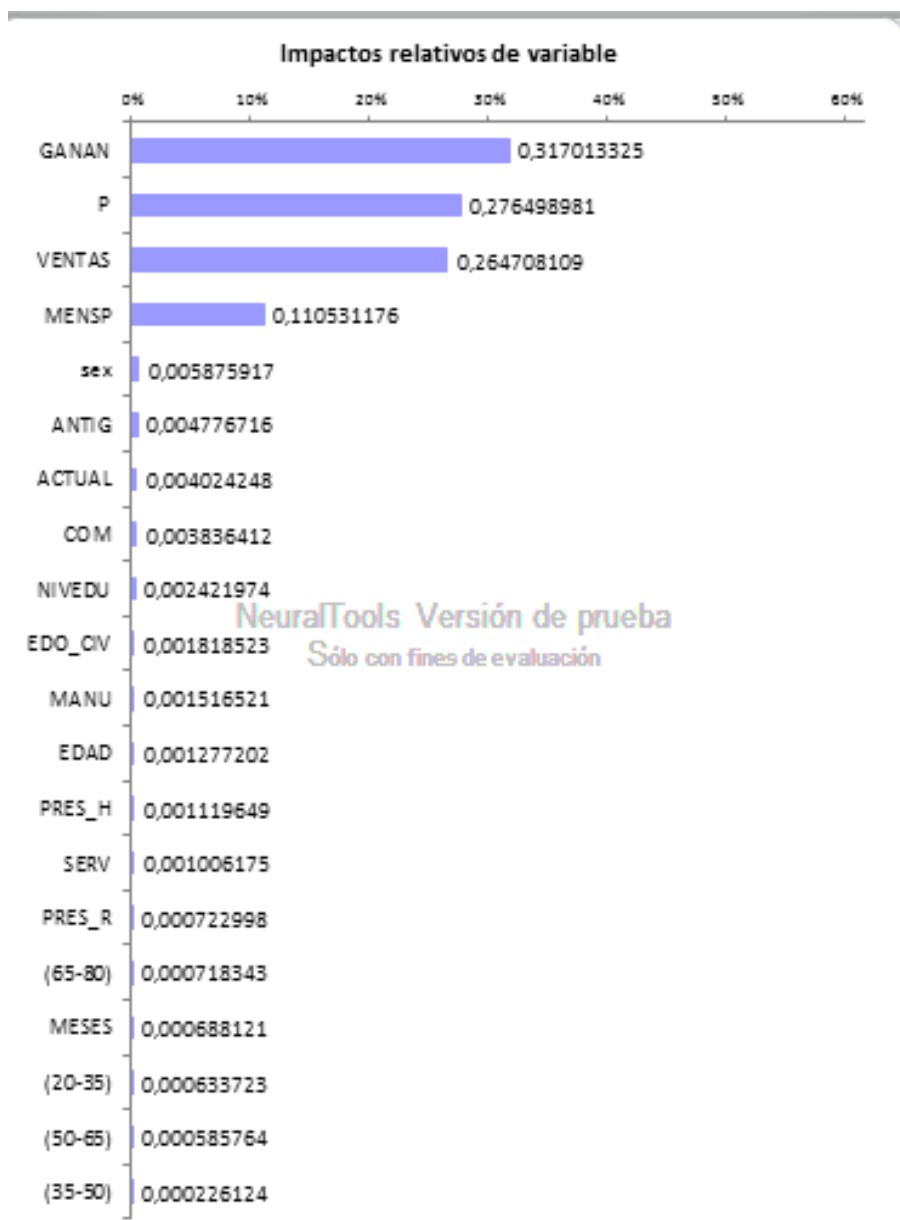 Impactos relativos de variable
0% 10% 20% 30% 40% 50% 60%
GANAN 0,317013325
P 0,276498981
VENTAS 0,264708109
MENSP 0,110531176
sex 0,005875917
ANTIG 0,004776716
ACTUAL 0,004024248
COM 0,003836412
NIVEDU 0,002421974
NeuralTools Versión de prueba
EDO_CIV 0,001818523
Sólo con fines de evaluación
MANU 0,001516521
EDAD 0,001277202
PRES_H 0,001119649
SERV 0,001006175
PRES_R 0,000722998
(65-80) 0,000718343
MESES 0,000688121
(20-35) 0,000633723
(50-65) 0,000585764
(35-50) 0,000226124